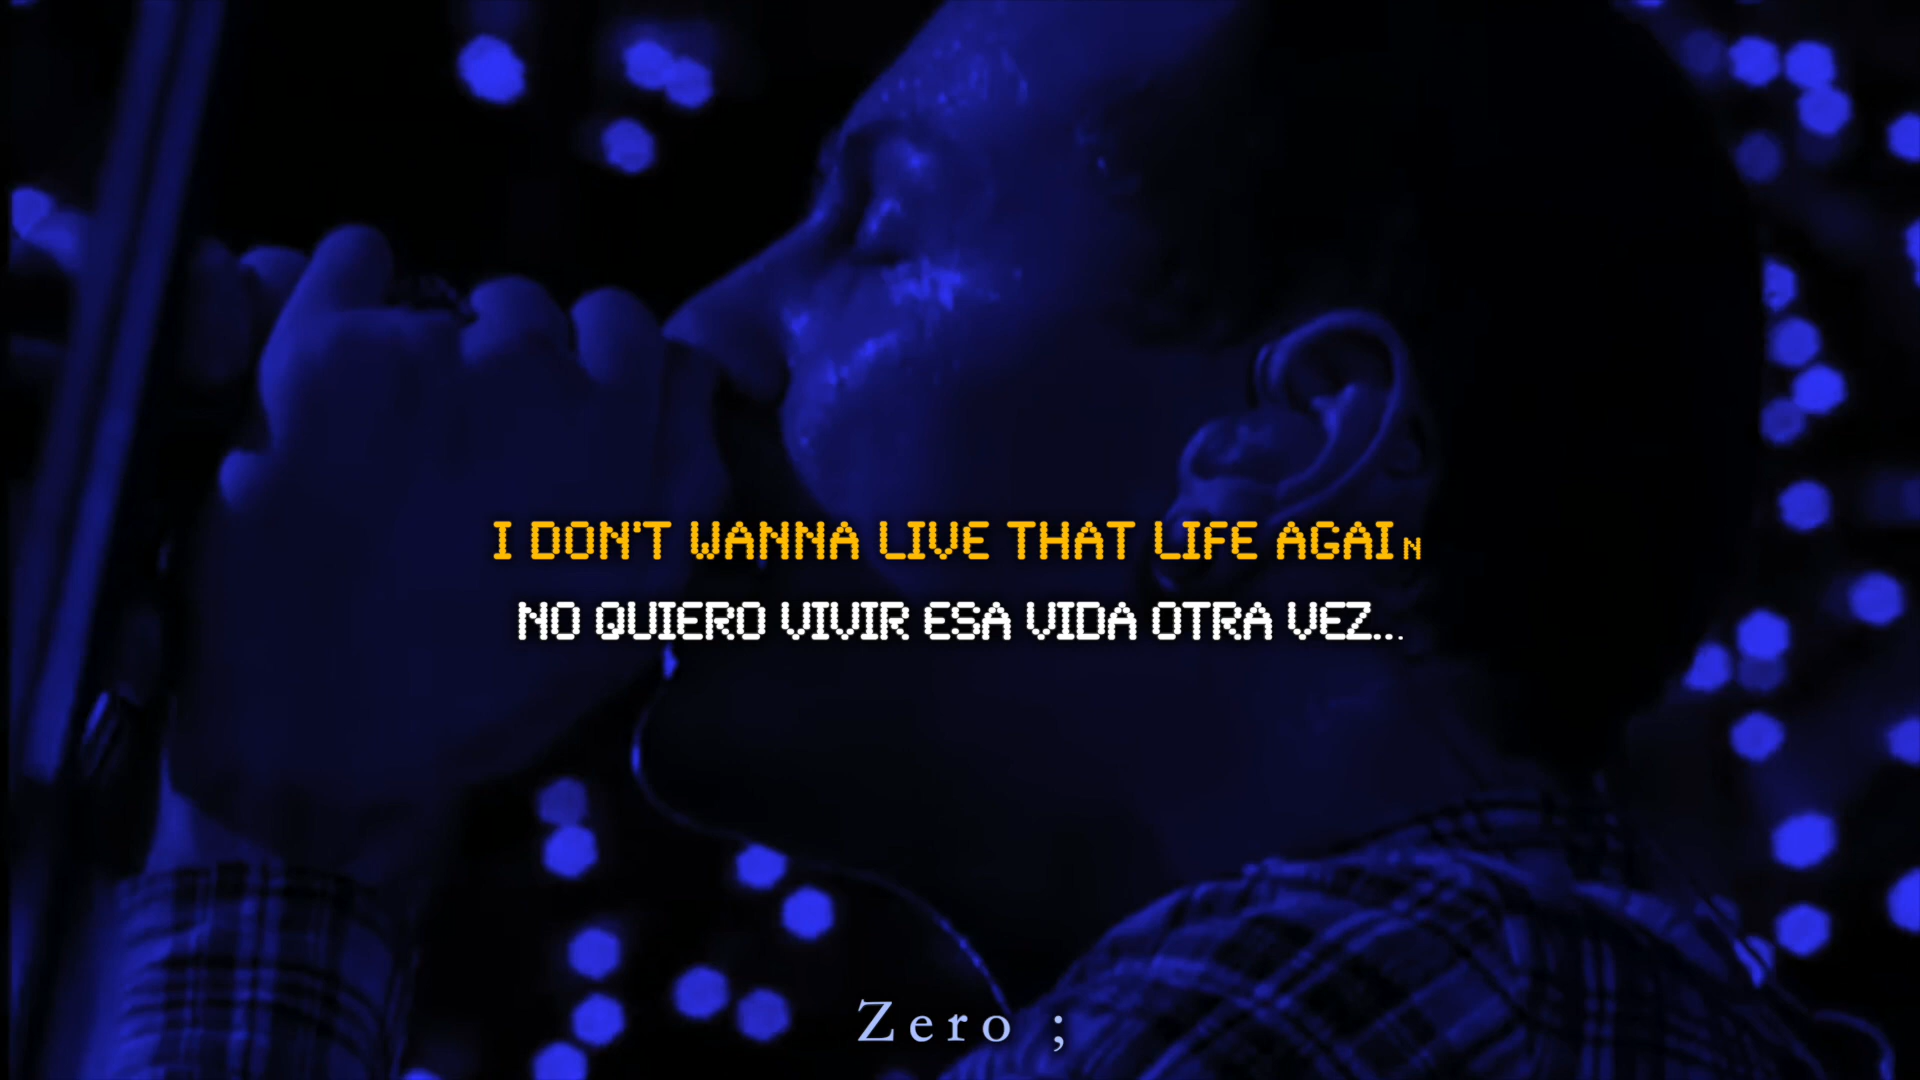 I DON'T WANNA LIVE THAT LIFE AGAIN
NO QUIERO VIVIR ESA VIDA OTRA VEZ...
Zero ;